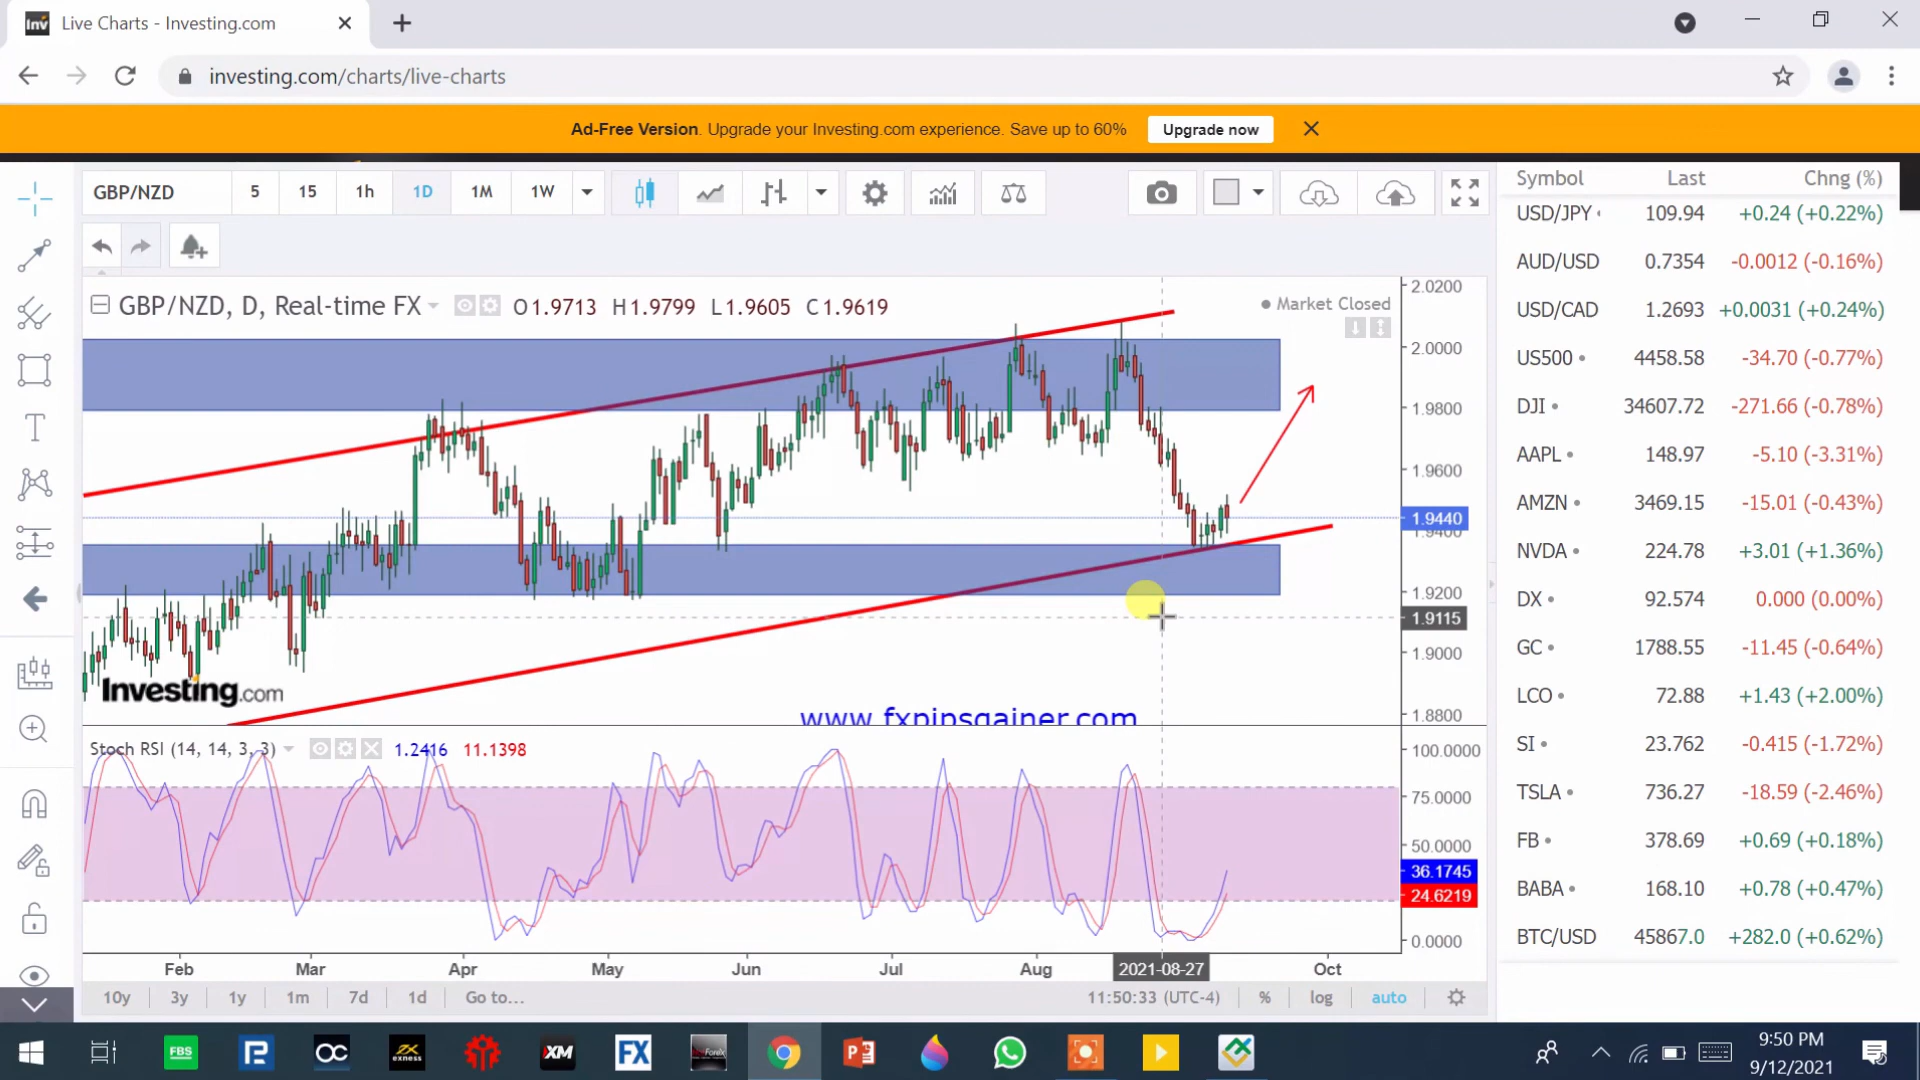 Inv Live Charts - Investing.com
investing.com/charts/live-charts
Ad-Free Version. Upgrade your Investing.com experience. Save up to 60% Upgrade now
GBP/NZD 5 15 1h 1D 1M 1W
GBP/NZD, D, Real-time FX O1.9713 H1.9799 L1.9605 C1.9619
Market Closed
2.0200
2.0000
1.9800
1.9600
1.9440
1.9400
1.9200
1.9115
1.9000
1.8800
Investing.com
www.fxpipsgainer.com
Stoch RSI (14, 14, 3, 3) 1.2416 11.1398
100.0000
75.0000
50.0000
36.1745
24.6219
0.0000
Feb Mar Apr May Jun Jul Aug 2021-08-27 Oct
10y 3y 1y 1m 7d 1d Go to... 11:50:33 (UTC-4) % log auto
Symbol Last Chng (%)
USD/JPY 109.94 +0.24 (+0.22%)
AUD/USD 0.7354 -0.0012 (-0.16%)
USD/CAD 1.2693 +0.0031 (+0.24%)
US500 4458.58 -34.70 (-0.77%)
DJI 34607.72 -271.66 (-0.78%)
AAPL 148.97 -5.10 (-3.31%)
AMZN 3469.15 -15.01 (-0.43%)
NVDA 224.78 +3.01 (+1.36%)
DX 92.574 0.000 (0.00%)
GC 1788.55 -11.45 (-0.64%)
LCO 72.88 +1.43 (+2.00%)
SI 23.762 -0.415 (-1.72%)
TSLA 736.27 -18.59 (-2.46%)
FB 378.69 +0.69 (+0.18%)
BABA 168.10 +0.78 (+0.47%)
BTC/USD 45867.0 +282.0 (+0.62%)
FBS OC exness XM FX Forex P
9:50 PM
9/12/2021